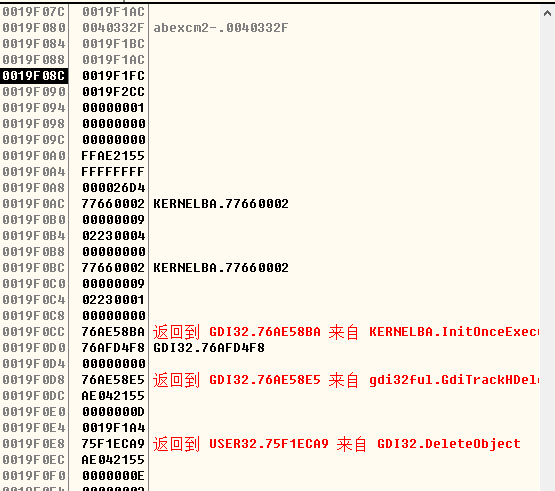 0019F07C 0019F1AC
0019F080 0040332F abexcm2-.0040332F
0019F084 0019F1BC
0019F088 0019F1AC
0019F08C 0019F1FC
0019F090 0019F2CC
0019F094 00000001
0019F098 00000000
0019F09C 00000000
0019F0A0 FFAE2155
0019F0A4 FFFFFFFF
0019F0A8 000026D4
0019F0AC 77660002 KERNELBA.77660002
0019F0B0 00000009
0019F0B4 02230004
0019F0B8 00000000
0019F0BC 77660002 KERNELBA.77660002
0019F0C0 00000009
0019F0C4 02230001
0019F0C8 00000000
0019F0CC 76AE58BA 返回到 GDI32.76AE58BA 来自 KERNELBA.InitOnceExecu
0019F0D0 76AFD4F8 GDI32.76AFD4F8
0019F0D4 00000000
0019F0D8 76AE58E5 返回到 GDI32.76AE58E5 来自 gdi32ful.GdiTrackHDele
0019F0DC AE042155
0019F0E0 0000000D
0019F0E4 0019F1A4
0019F0E8 75F1ECA9 返回到 USER32.75F1ECA9 来自 GDI32.DeleteObject
0019F0EC AE042155
0019F0F0 0000000E